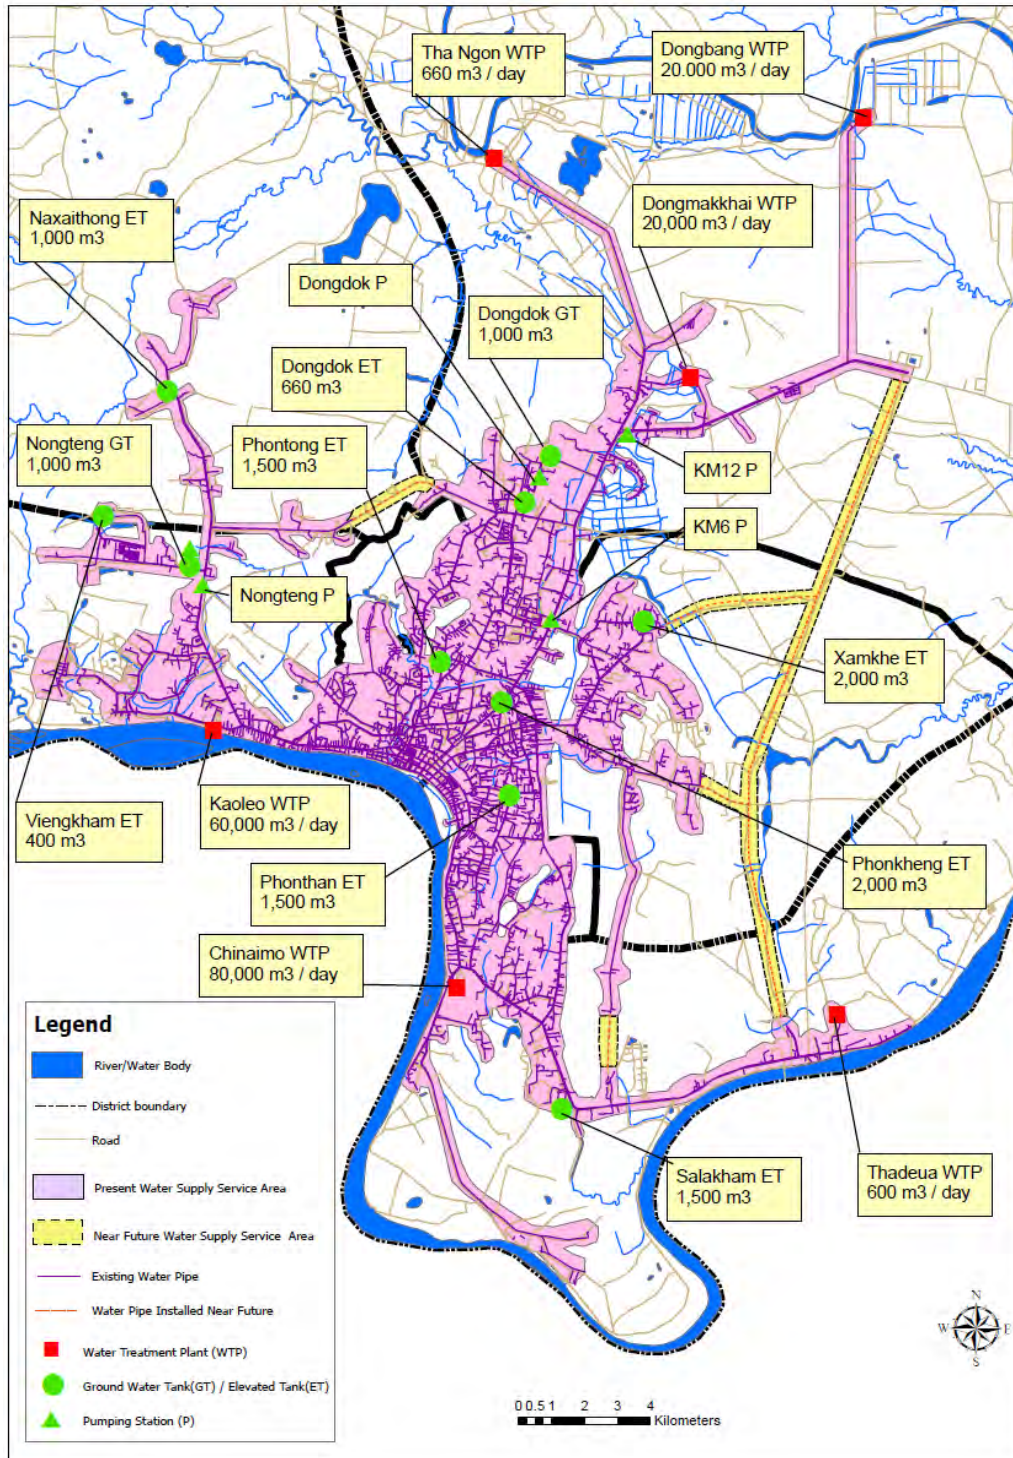 Tha Ngon WTP
660 m3 / day
Dongbang WTP
20.000 m3 / day
Naxaithong ET
1,000 m3
Dongmakkhai WTP
20,000 m3 / day
Dongdok P
Dongdok GT
1,000 m3
Dongdok ET
660 m3
Nongteng GT
1,000 m3
Phontong ET
1,500 m3
KM12 P
KM6 P
Nongteng P
Xamkhe ET
2,000 m3
Viengkham ET
400 m3
Kaoleo WTP
60,000 m3 / day
Phonthan ET
1,500 m3
Phonkheng ET
2,000 m3
Chinaimo WTP
80,000 m3 / day
Salakham ET
1,500 m3
Thadeua WTP
600 m3 / day
Legend
River/Water Body
District boundary
Road
Present Water Supply Service Area
Near Future Water Supply Service Area
Existing Water Pipe
Water Pipe Installed Near Future
Water Treatment Plant (WTP)
Ground Water Tank(GT) / Elevated Tank(ET)
Pumping Station (P)
N
W E
S
0 0.5 1 2 3 4
Kilometers